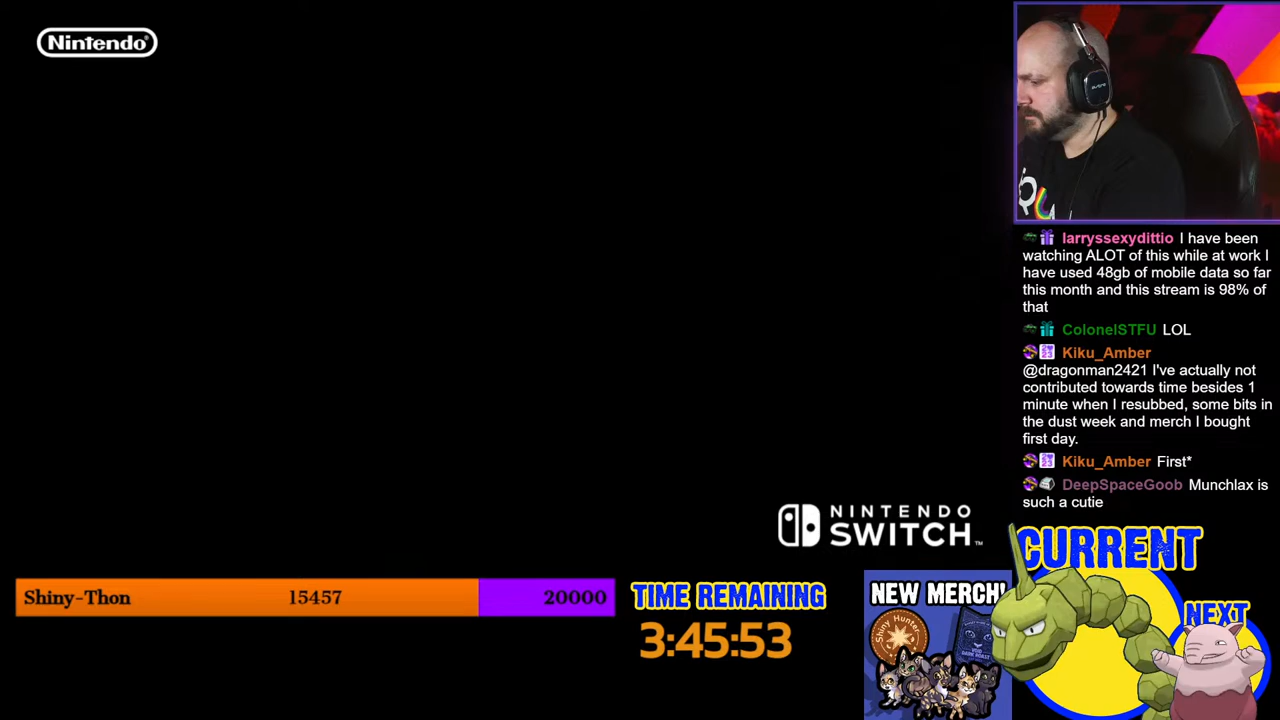 Nintendo
larryssexydittio I have been
watching ALOT of this while at work I
have used 48gb of mobile data so far
this month and this stream is 98% of
that
ColonelSTFU LOL
Kiku_Amber
@dragonman2421 I've actually not
contributed towards time besides 1
minute when I resubbed, some bits in
the dust week and merch I bought
first day.
Kiku_Amber First*
DeepSpaceGoob Munchlax is
such a cutie
NINTENDO
SWITCH
Shiny-Thon 15457 20000
TIME REMAINING
3:45:53
NEW MERCH!
Shiny Hunter
DARK ROAST
CURRENT
NEXT